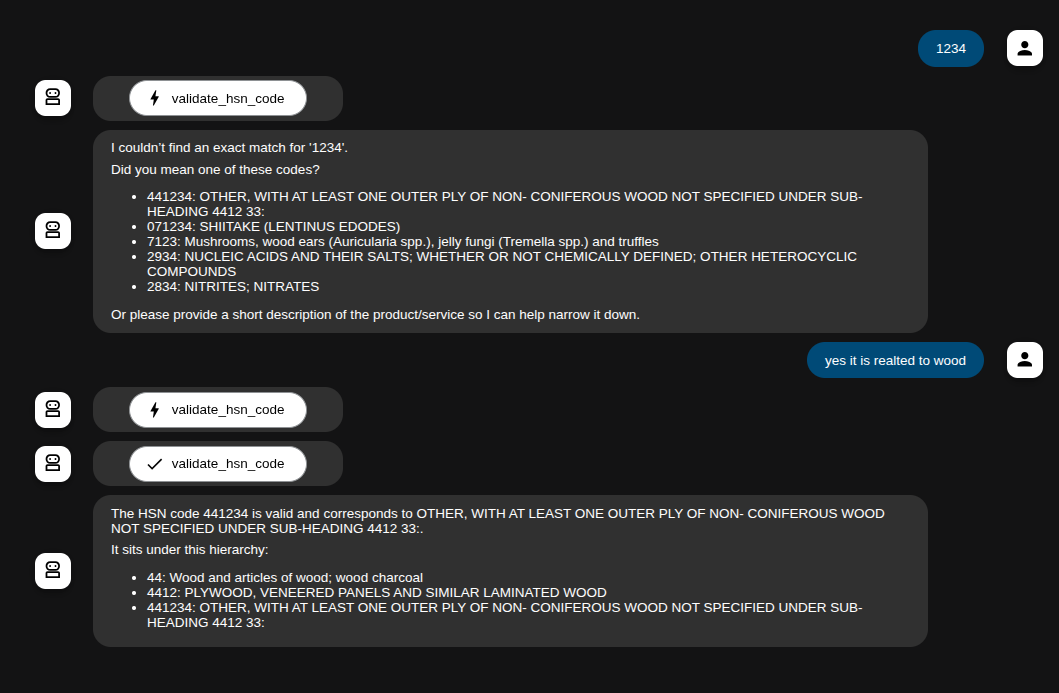 1234
validate_hsn_code
I couldn't find an exact match for '1234'.
Did you mean one of these codes?
• 441234: OTHER, WITH AT LEAST ONE OUTER PLY OF NON- CONIFEROUS WOOD NOT SPECIFIED UNDER SUB-
HEADING 4412 33:
• 071234: SHIITAKE (LENTINUS EDODES)
• 7123: Mushrooms, wood ears (Auricularia spp.), jelly fungi (Tremella spp.) and truffles
• 2934: NUCLEIC ACIDS AND THEIR SALTS; WHETHER OR NOT CHEMICALLY DEFINED; OTHER HETEROCYCLIC
COMPOUNDS
• 2834: NITRITES; NITRATES
Or please provide a short description of the product/service so I can help narrow it down.
yes it is realted to wood
validate_hsn_code
validate_hsn_code
The HSN code 441234 is valid and corresponds to OTHER, WITH AT LEAST ONE OUTER PLY OF NON- CONIFEROUS WOOD
NOT SPECIFIED UNDER SUB-HEADING 4412 33:.
It sits under this hierarchy:
• 44: Wood and articles of wood; wood charcoal
• 4412: PLYWOOD, VENEERED PANELS AND SIMILAR LAMINATED WOOD
• 441234: OTHER, WITH AT LEAST ONE OUTER PLY OF NON- CONIFEROUS WOOD NOT SPECIFIED UNDER SUB-
HEADING 4412 33: